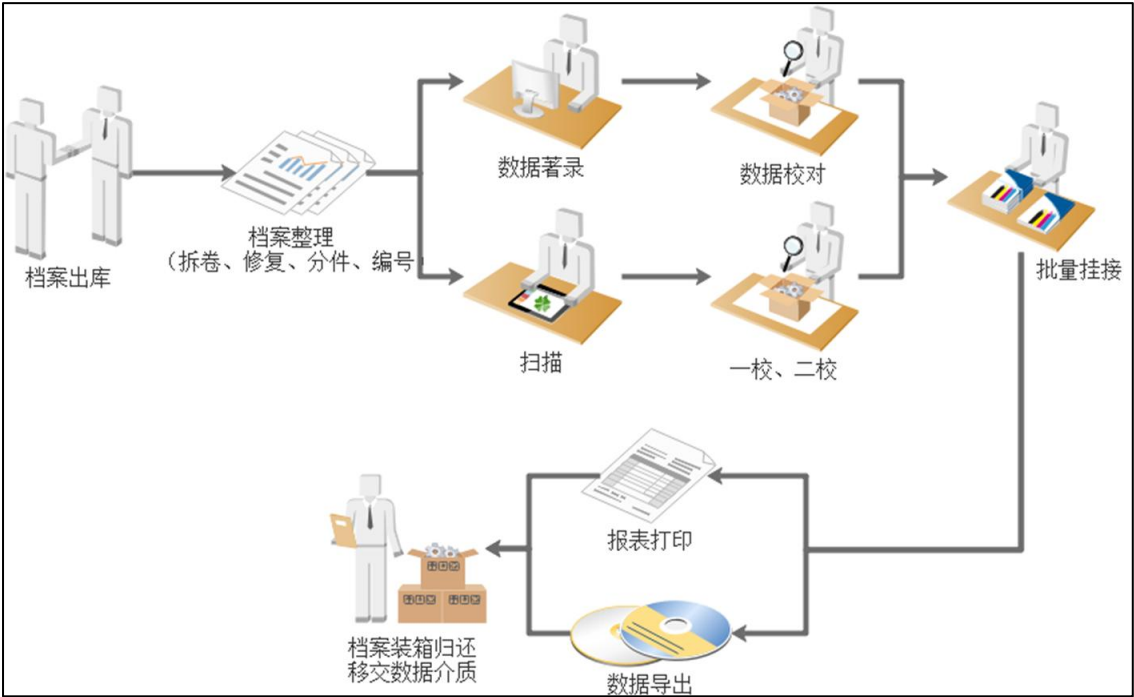 数据著录
数据校对
档案整理
（拆卷、修复、分件、编号
档案出库
批量挂接
扫描
一校、二校
报表打印
档案装箱归还
移交数据介质
数据导出